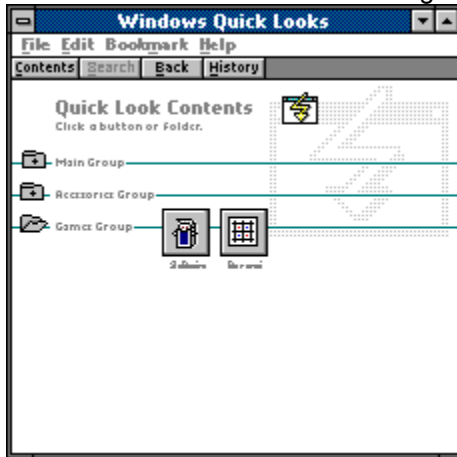 Windows Quick Looks
File Edit Bookmark Help
Contents Search Back History
Quick Look Contents
Click a button or Folder.
Main Group
Accessories Group
Games Group